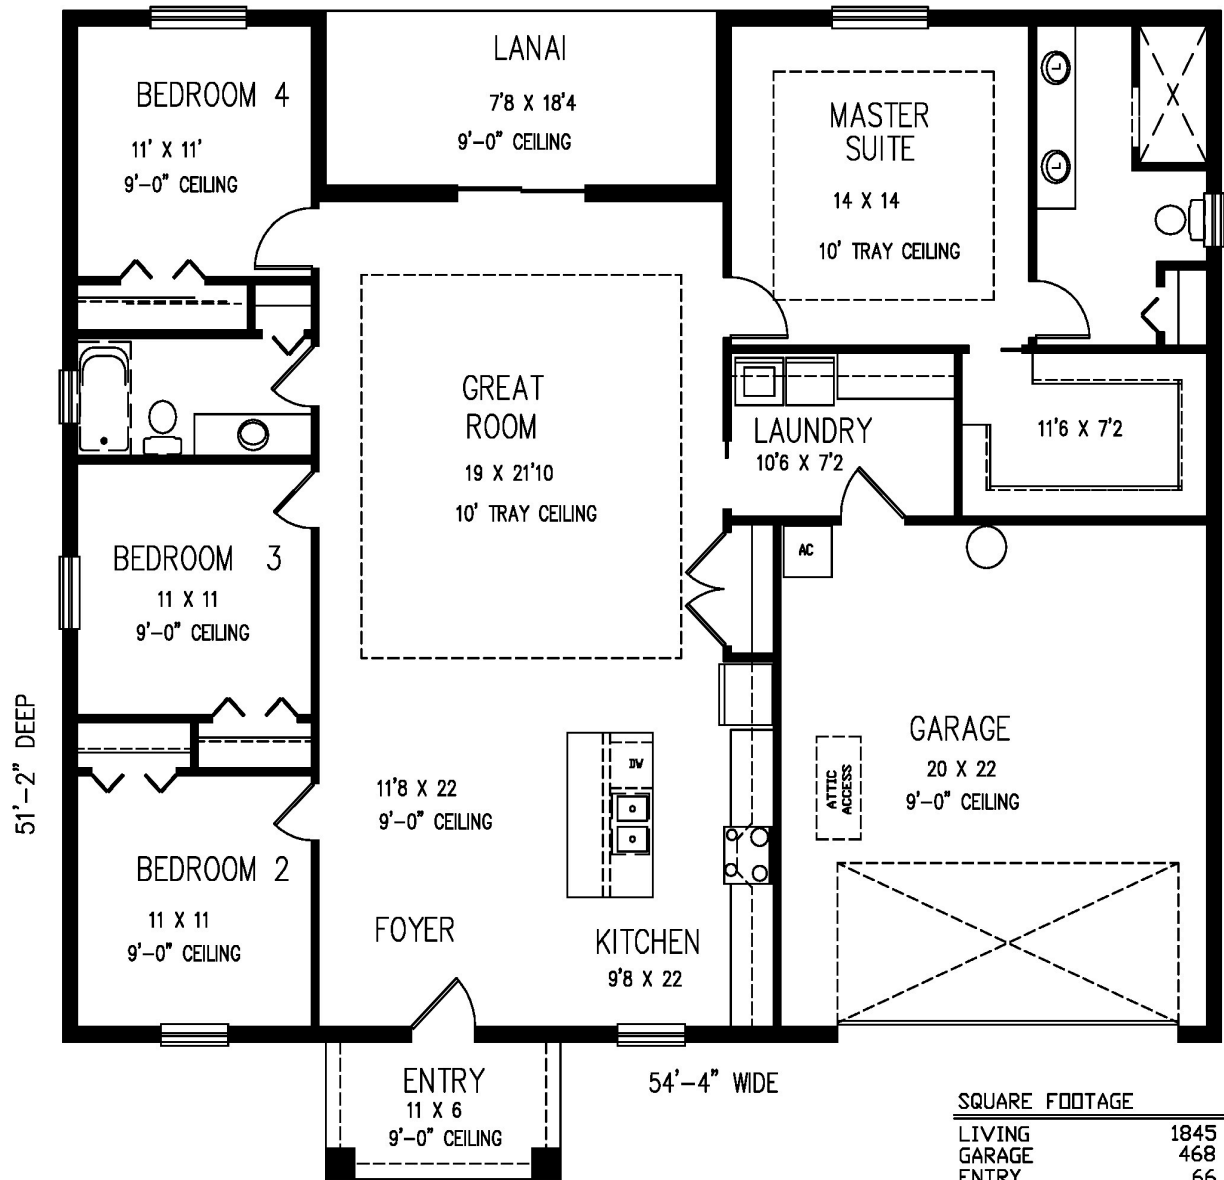 BEDROOM 4
11' X 11'
9'-0" CEILING
LANAI
7'8 X 18'4
9'-0" CEILING
MASTER
SUITE
14 X 14
10' TRAY CEILING
GREAT
ROOM
19 X 21'10
10' TRAY CEILING
LAUNDRY
10'6 X 7'2
11'6 X 7'2
AC
BEDROOM 3
11 X 11
9'-0" CEILING
51'-2" DEEP
11'8 X 22
9'-0" CEILING
DW
GARAGE
20 X 22
9'-0" CEILING
ATTIC
ACCESS
BEDROOM 2
11 X 11
9'-0" CEILING
FOYER
KITCHEN
9'8 X 22
ENTRY
11 X 6
9'-0" CEILING
54'-4" WIDE
SQUARE FOOTAGE
LIVING 1845
GARAGE 468
ENTRY 66